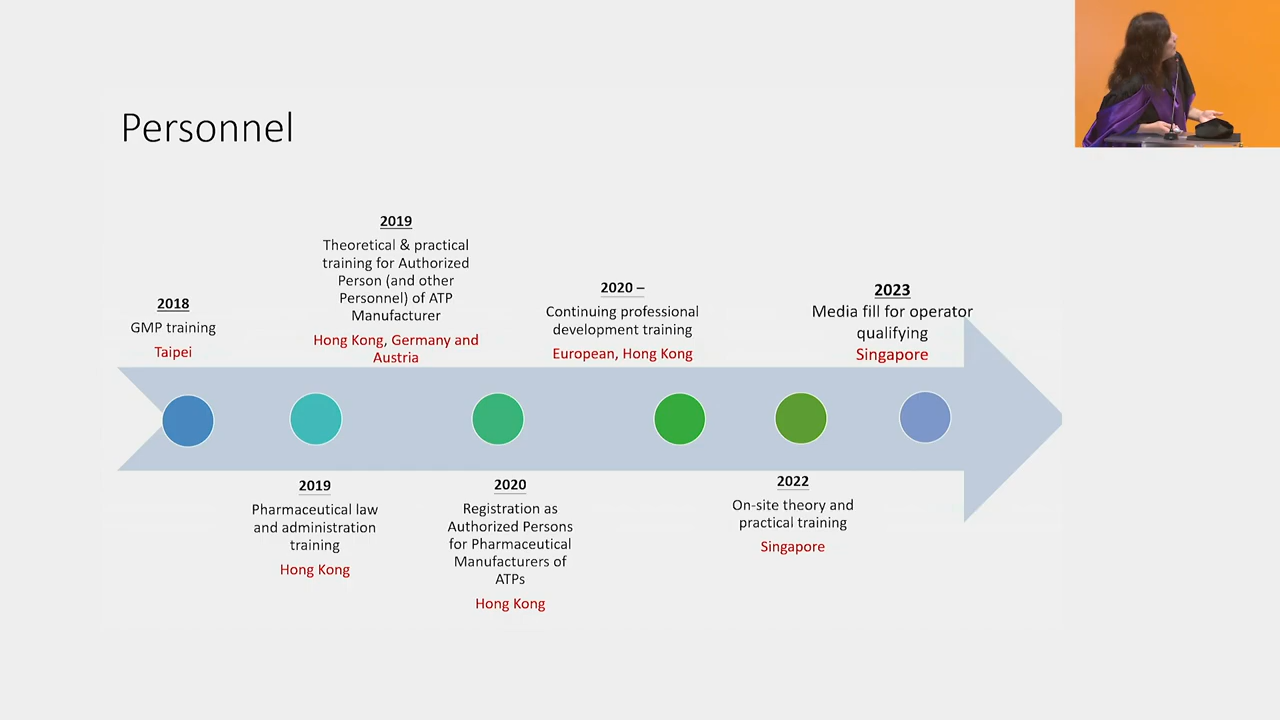 Personnel
2018
GMP training
Taipei
2019
Theoretical & practical
training for Authorized
Person (and other
Personnel) of ATP
Manufacturer
Hong Kong, Germany and
Austria
2020 –
Continuing professional
development training
European, Hong Kong
2023
Media fill for operator
qualifying
Singapore
2019
Pharmaceutical law
and administration
training
Hong Kong
2020
Registration as
Authorized Persons
for Pharmaceutical
Manufacturers of
ATPs
Hong Kong
2022
On-site theory and
practical training
Singapore